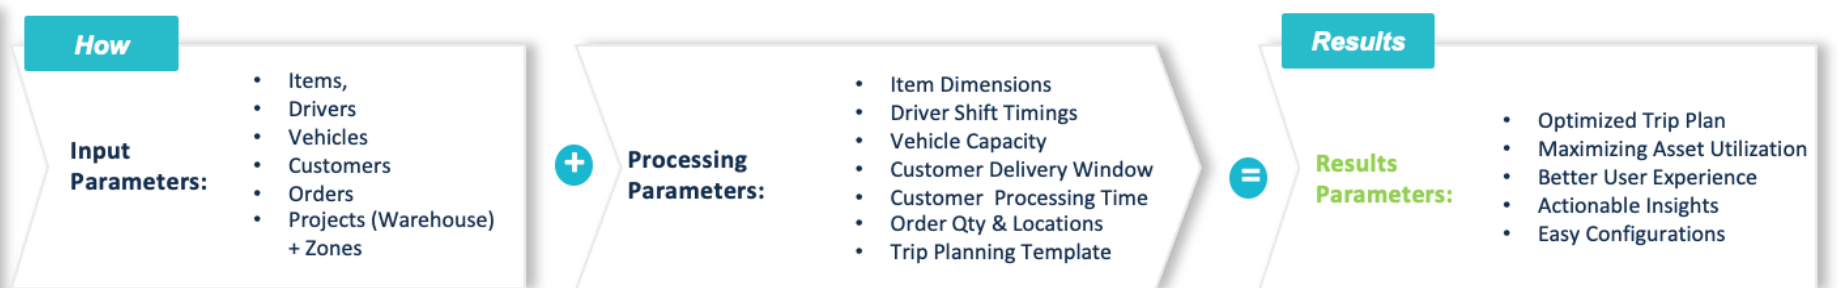 How
Input
Parameters:
• Items,
• Drivers
• Vehicles
• Customers
• Orders
• Projects (Warehouse)
+ Zones
+
Processing
Parameters:
• Item Dimensions
• Driver Shift Timings
• Vehicle Capacity
• Customer Delivery Window
• Customer  Processing Time
• Order Qty & Locations
• Trip Planning Template
=
Results
Results
Parameters:
• Optimized Trip Plan
• Maximizing Asset Utilization
• Better User Experience
• Actionable Insights
• Easy Configurations